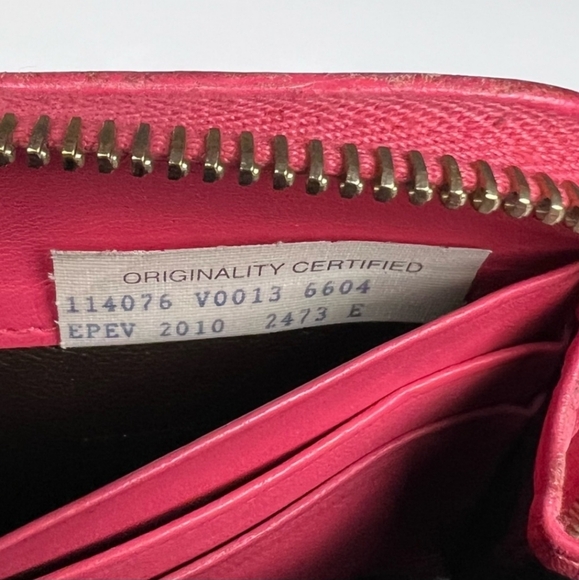 ORIGINALITY CERTIFIED
114076 V0013 6604
EPEV 2010 2473 E